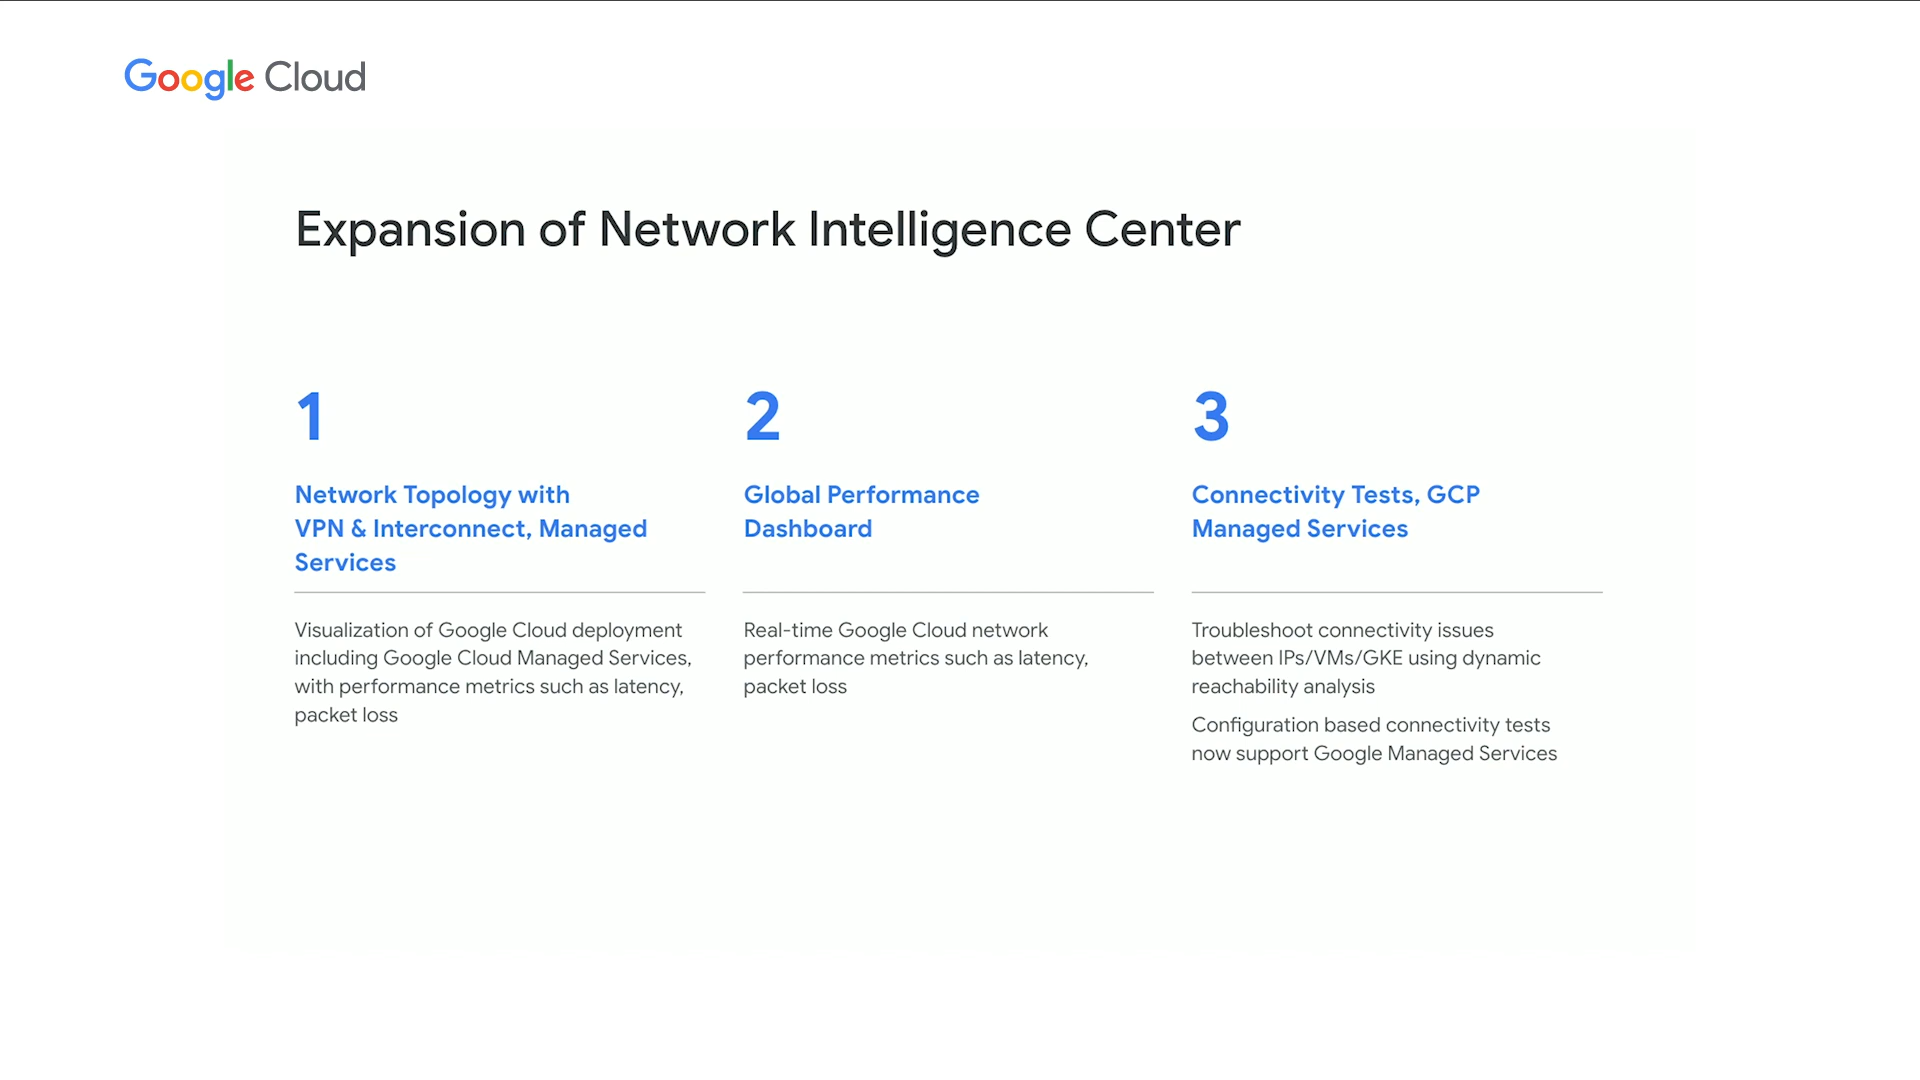 Google Cloud
Expansion of Network Intelligence Center
1
Network Topology with
VPN & Interconnect, Managed
Services
Visualization of Google Cloud deployment
including Google Cloud Managed Services,
with performance metrics such as latency,
packet loss
2
Global Performance
Dashboard
Real-time Google Cloud network
performance metrics such as latency,
packet loss
3
Connectivity Tests, GCP
Managed Services
Troubleshoot connectivity issues
between IPs/VMs/GKE using dynamic
reachability analysis
Configuration based connectivity tests
now support Google Managed Services